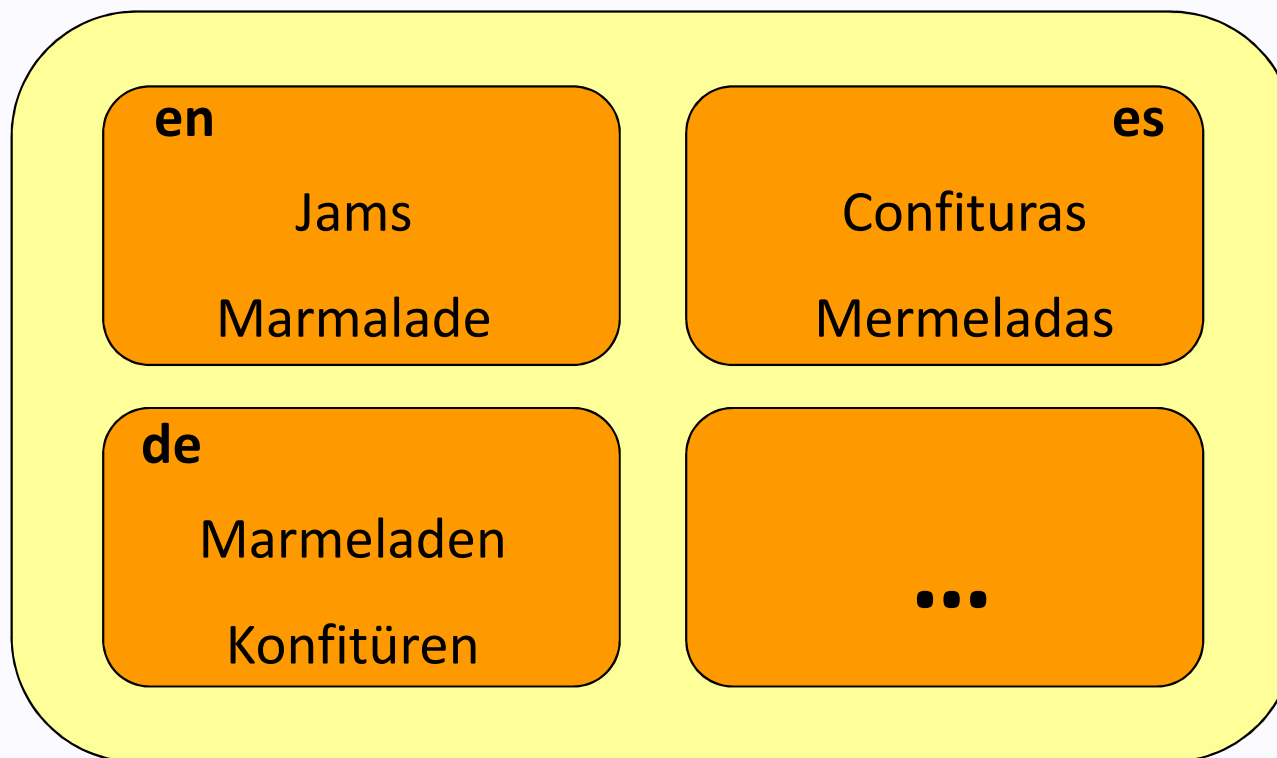 en
Jams
Marmalade
es
Confituras
Mermeladas
de
Marmeladen
Konfitüren
...